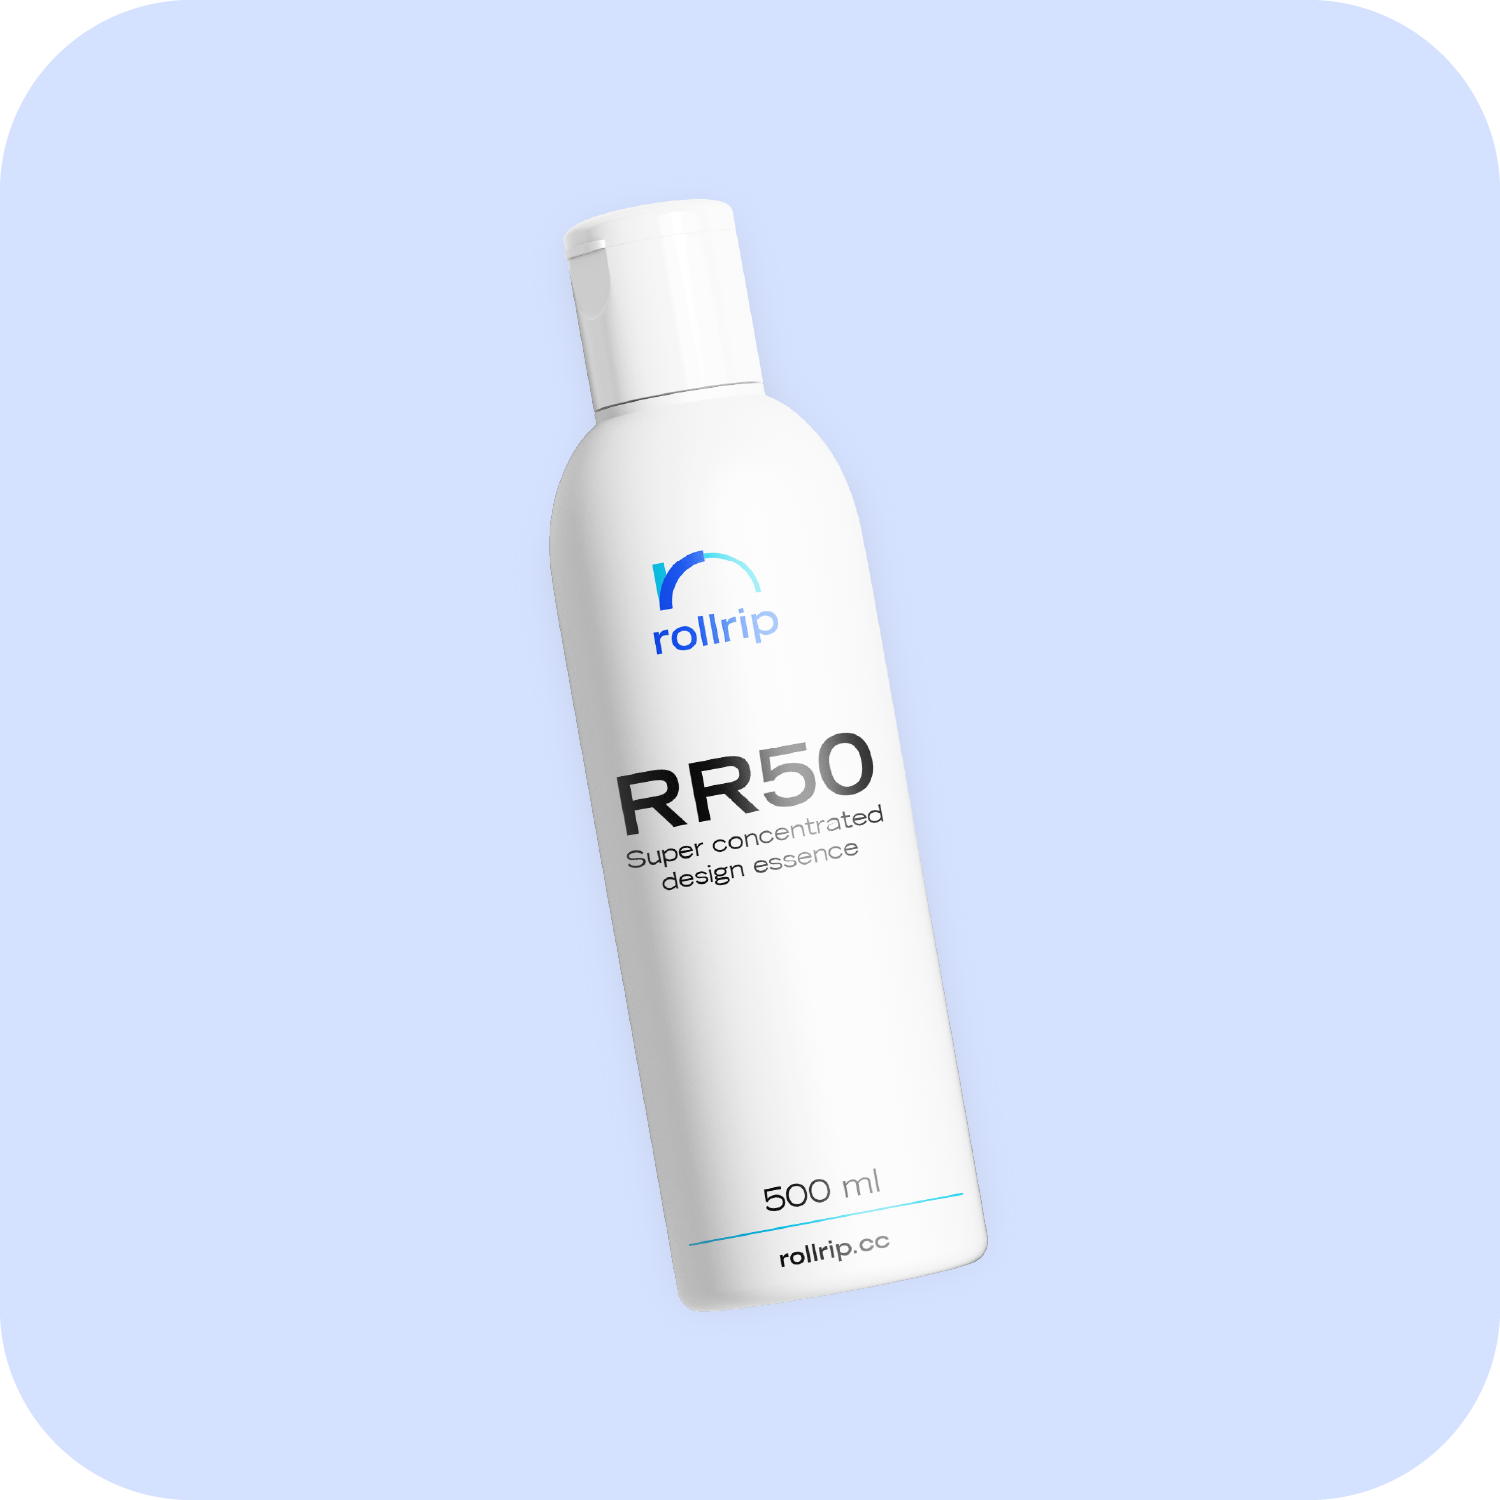 rollrip
RR50
Super concentrated
design essence
500 ml
rollrip.cc